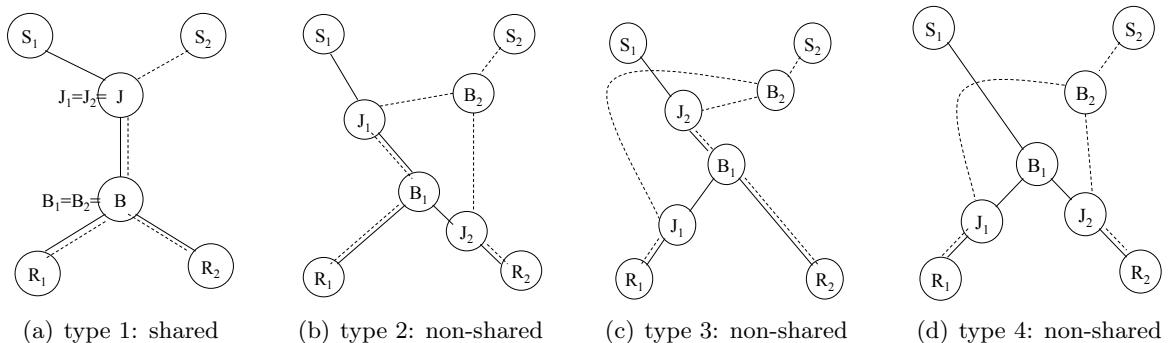 S₁ S₂
J₁=J₂= J
B₁=B₂= B
R₁ R₂
(a) type 1: shared
S₁ S₂
B₂
J₁
B₁
J₂
R₁ R₂
(b) type 2: non-shared
S₁ S₂
B₂
J₂
B₁
J₁
R₁ R₂
(c) type 3: non-shared
S₁ S₂
B₂
B₁
J₁ J₂
R₁ R₂
(d) type 4: non-shared